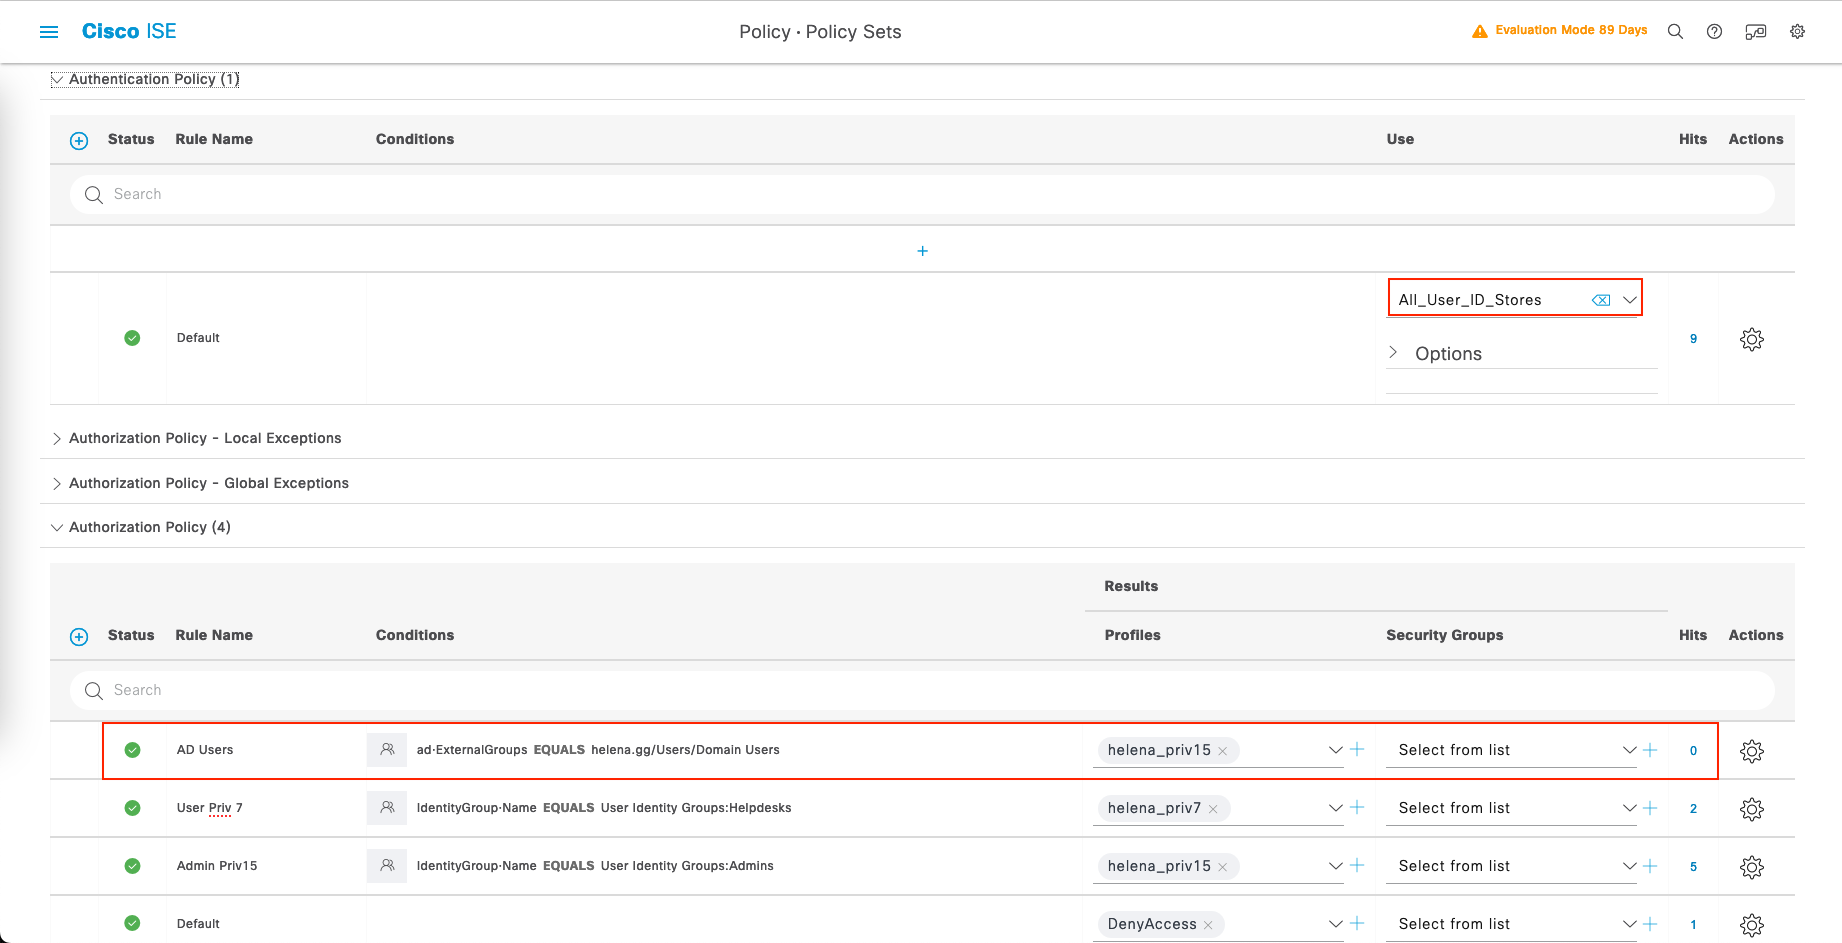 Cisco ISE
Policy · Policy Sets
Evaluation Mode 89 Days
Authentication Policy (1)
Status Rule Name Conditions Use Hits Actions
Search
+
All_User_ID_Stores
Default 9
Options
Authorization Policy - Local Exceptions
Authorization Policy - Global Exceptions
Authorization Policy (4)
Results
Status Rule Name Conditions Profiles Security Groups Hits Actions
Search
AD Users ad·ExternalGroups EQUALS helena.gg/Users/Domain Users helena_priv15 Select from list 0
User Priv 7 IdentityGroup·Name EQUALS User Identity Groups:Helpdesks helena_priv7 Select from list 2
Admin Priv15 IdentityGroup·Name EQUALS User Identity Groups:Admins helena_priv15 Select from list 5
Default DenyAccess Select from list 1